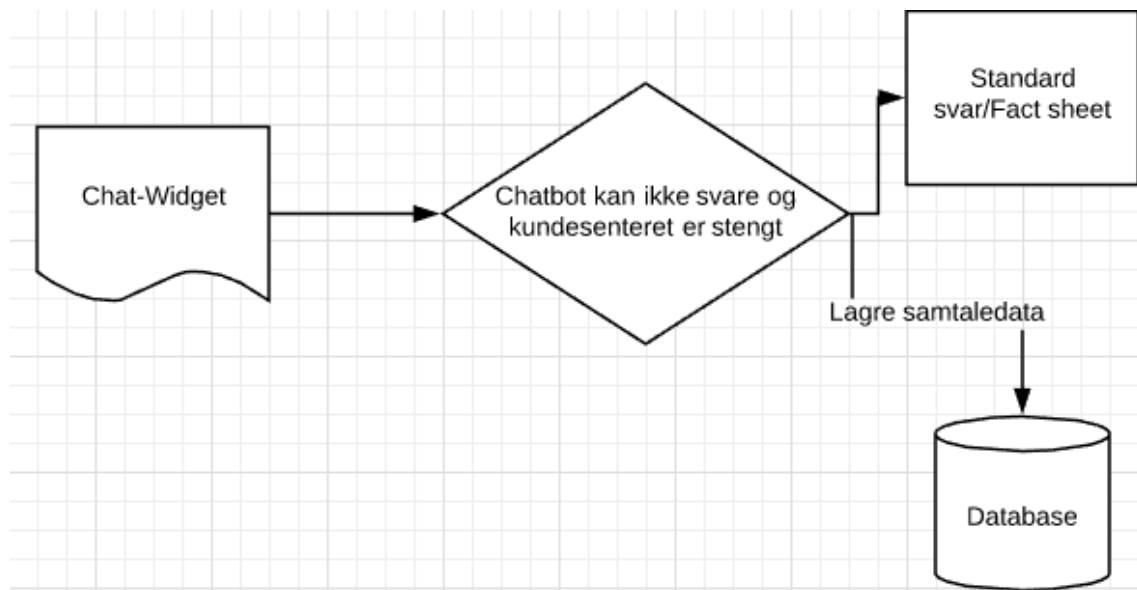 Chat-Widget
Chatbot kan ikke svare og
kundesenteret er stengt
Standard
svar/Fact sheet
Lagre samtaledata
Database